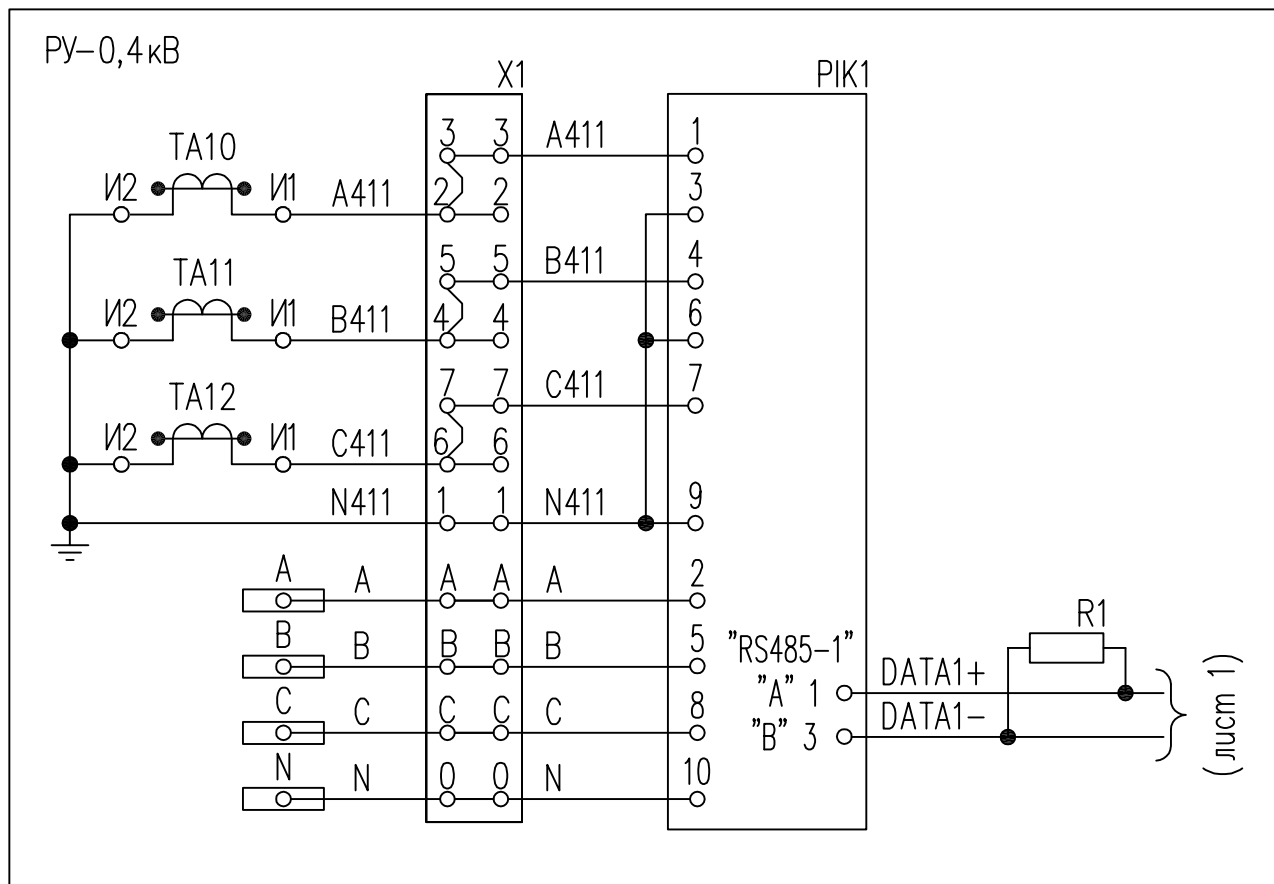 РУ-0,4кВ
X1
PIK1
3 3 A411 1
TA10
И2 И1 A411 2 2 3
5 5 B411 4
TA11
И2 И1 B411 4 4 6
7 7 C411 7
TA12
И2 И1 C411 6 6
N411 1 1 N411 9
A A A A A 2
B B B B B 5
C C C C C 8
N N 0 0 N 10
"RS485-1"
"A" 1 DATA1+
"B" 3 DATA1-
R1
(лист 1)